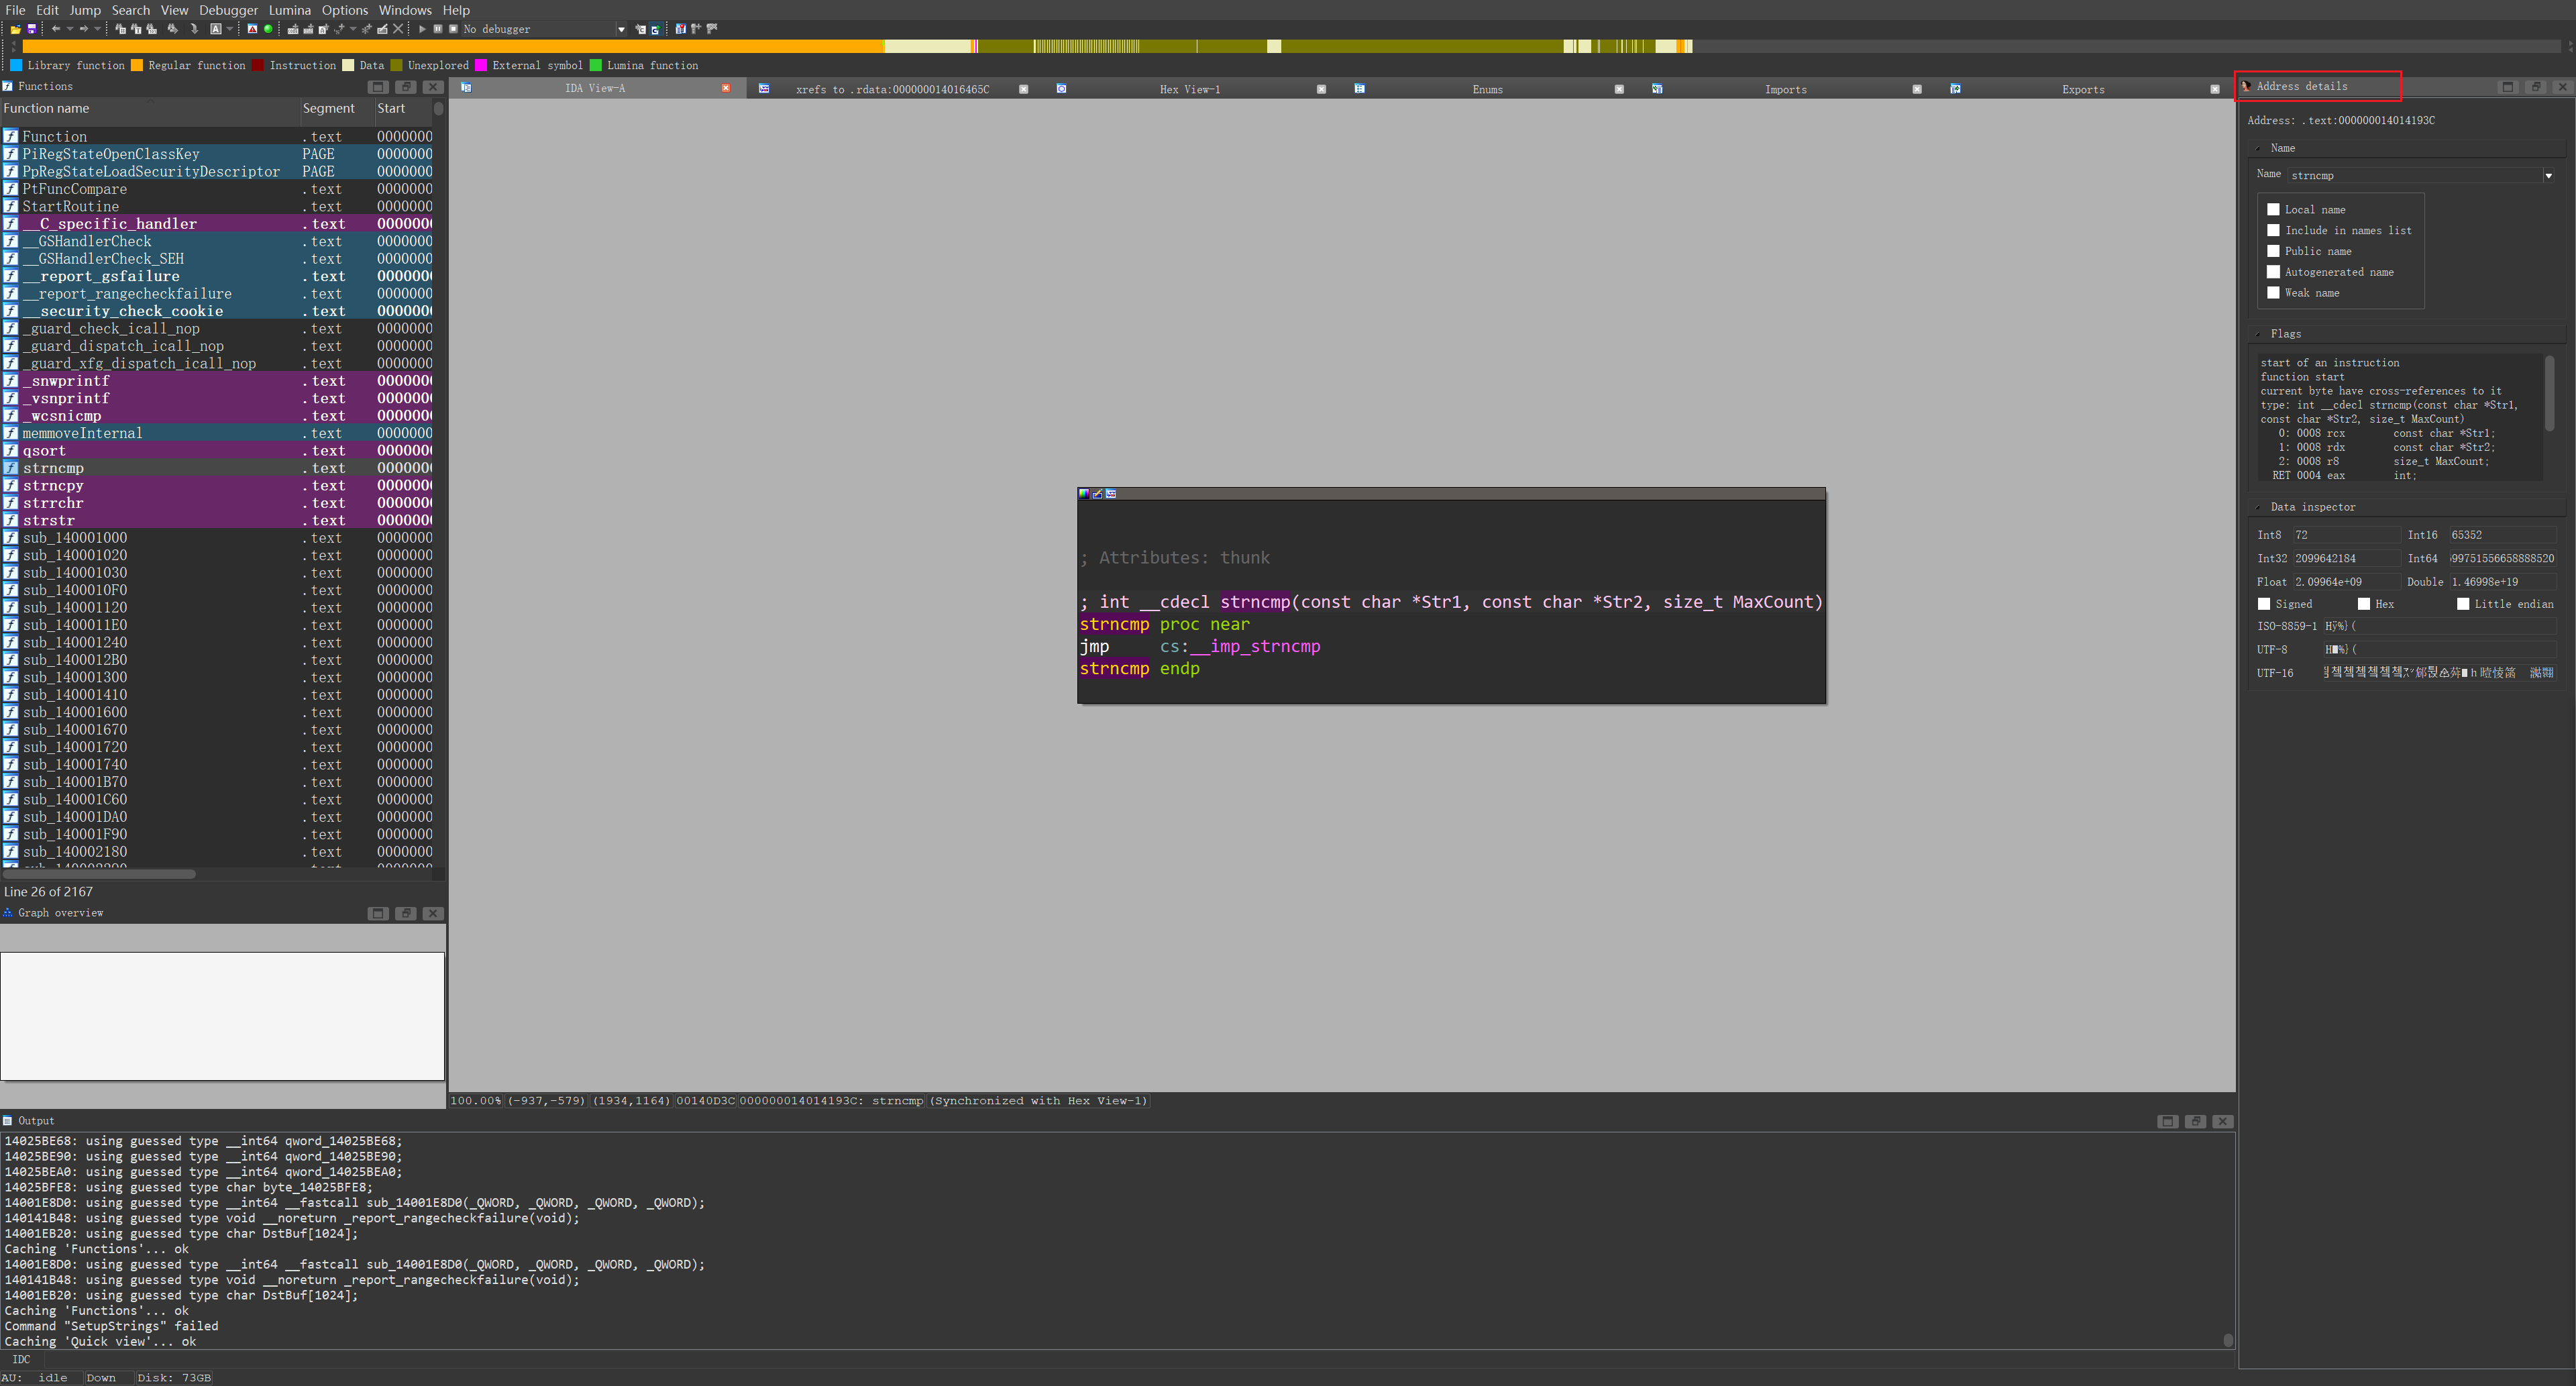 File Edit Jump Search View Debugger Lumina Options Windows Help
No debugger
Library function Regular function Instruction Data Unexplored External symbol Lumina function
Functions
Function name Segment Start
Function .text 0000000
PiRegStateOpenClassKey PAGE 0000000
PpRegStateLoadSecurityDescriptor PAGE 0000000
PtFuncCompare .text 0000000
StartRoutine .text 0000000
__C_specific_handler .text 0000000
__GSHandlerCheck .text 0000000
__GSHandlerCheck_SEH .text 0000000
__report_gsfailure .text 0000000
__report_rangecheckfailure .text 0000000
__security_check_cookie .text 0000000
_guard_check_icall_nop .text 0000000
_guard_dispatch_icall_nop .text 0000000
_guard_xfg_dispatch_icall_nop .text 0000000
_snwprintf .text 0000000
_vsnprintf .text 0000000
_wcsnicmp .text 0000000
memmoveInternal .text 0000000
qsort .text 0000000
strncmp .text 0000000
strncpy .text 0000000
strrchr .text 0000000
strstr .text 0000000
sub_140001000 .text 0000000
sub_140001020 .text 0000000
sub_140001030 .text 0000000
sub_1400010F0 .text 0000000
sub_140001120 .text 0000000
sub_1400011E0 .text 0000000
sub_140001240 .text 0000000
sub_1400012B0 .text 0000000
sub_140001300 .text 0000000
sub_140001410 .text 0000000
sub_140001600 .text 0000000
sub_140001670 .text 0000000
sub_140001720 .text 0000000
sub_140001740 .text 0000000
sub_140001B70 .text 0000000
sub_140001C60 .text 0000000
sub_140001DA0 .text 0000000
sub_140001F90 .text 0000000
sub_140002180 .text 0000000
Line 26 of 2167
Graph overview
IDA View-A xrefs to .rdata:000000014016465C Hex View-1 Enums Imports Exports
; Attributes: thunk
; int __cdecl strncmp(const char *Str1, const char *Str2, size_t MaxCount)
strncmp proc near
jmp cs:__imp_strncmp
strncmp endp
100.00% (-937,-579) (1934,1164) 00140D3C 000000014014193C: strncmp (Synchronized with Hex View-1)
Address details
Address: .text:000000014014193C
Name
Name strncmp
Local name
Include in names list
Public name
Autogenerated name
Weak name
Flags
start of an instruction
function start
current byte have cross-references to it
type: int __cdecl strncmp(const char *Str1,
const char *Str2, size_t MaxCount)
0: 0008 rcx const char *Str1;
1: 0008 rdx const char *Str2;
2: 0008 r8 size_t MaxCount;
RET 0004 eax int;
Data inspector
Int8 72 Int16 65352
Int32 2099642184 Int64 699751556658888520
Float 2.09964e+09 Double 1.46998e+19
Signed Hex Little endian
ISO-8859-1 Hÿ%}(
UTF-8
UTF-16
Output
14025BE68: using guessed type __int64 qword_14025BE68;
14025BE90: using guessed type __int64 qword_14025BE90;
14025BEA0: using guessed type __int64 qword_14025BEA0;
14025BFE8: using guessed type char byte_14025BFE8;
14001E8D0: using guessed type __int64 __fastcall sub_14001E8D0(_QWORD, _QWORD, _QWORD, _QWORD);
140141B48: using guessed type void __noreturn _report_rangecheckfailure(void);
14001EB20: using guessed type char DstBuf[1024];
Caching 'Functions'... ok
14001E8D0: using guessed type __int64 __fastcall sub_14001E8D0(_QWORD, _QWORD, _QWORD, _QWORD);
140141B48: using guessed type void __noreturn _report_rangecheckfailure(void);
14001EB20: using guessed type char DstBuf[1024];
Caching 'Functions'... ok
Command "SetupStrings" failed
Caching 'Quick view'... ok
IDC
AU: idle Down Disk: 73GB